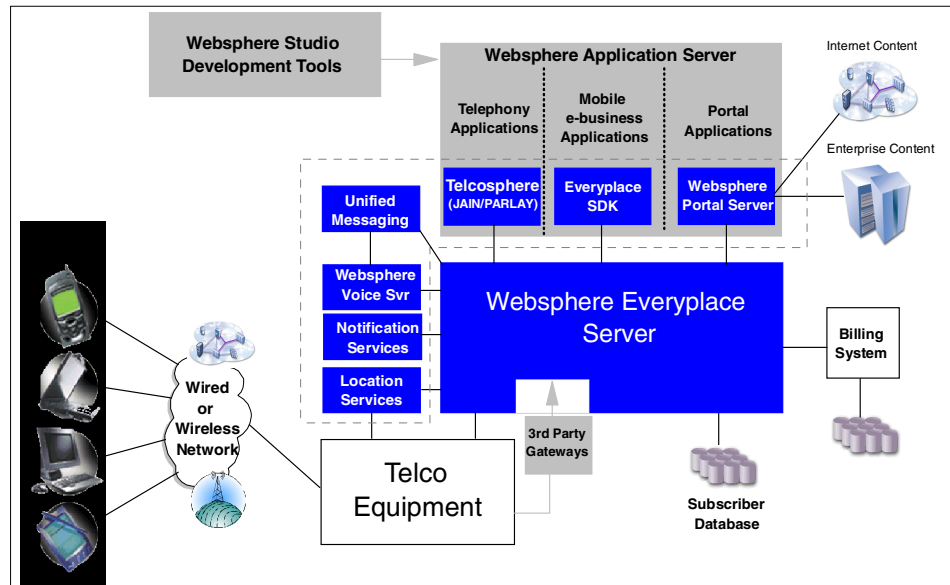 Websphere Studio
Development Tools
Websphere Application Server
Telephony
Applications
Mobile
e-business
Applications
Portal
Applications
Internet Content
Enterprise Content
Telcosphere
(JAIN/PARLAY)
Everyplace
SDK
Websphere
Portal Server
Unified
Messaging
Websphere
Voice Svr
Notification
Services
Location
Services
Websphere Everyplace
Server
Billing
System
Wired
or
Wireless
Network
3rd Party
Gateways
Telco
Equipment
Subscriber
Database